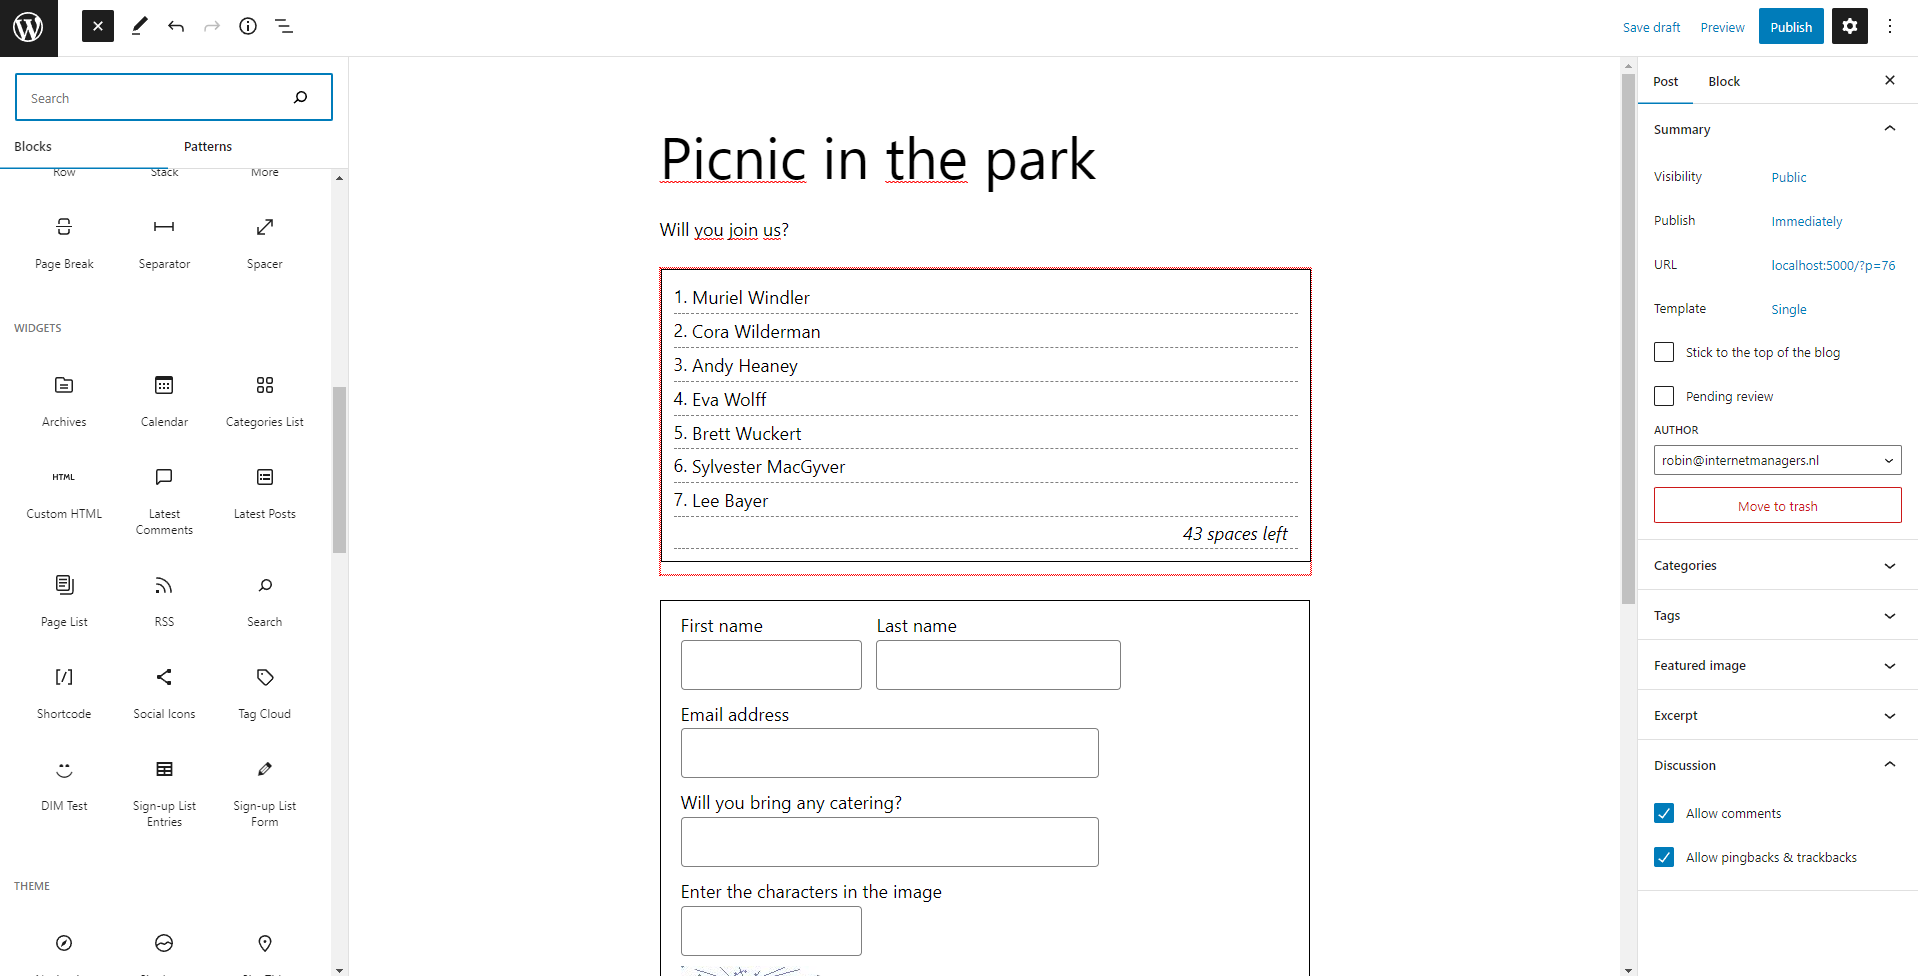 Save draft
Preview
Publish
Search
Blocks
Patterns
Row
Stack
More
Page Break
Separator
Spacer
WIDGETS
Archives
Calendar
Categories List
HTML
Custom HTML
Latest
Comments
Latest Posts
Page List
RSS
Search
[/]
Shortcode
Social Icons
Tag Cloud
DIM Test
Sign-up List
Entries
Sign-up List
Form
THEME
Picnic in the park
Will you join us?
1. Muriel Windler
2. Cora Wilderman
3. Andy Heaney
4. Eva Wolff
5. Brett Wuckert
6. Sylvester MacGyver
7. Lee Bayer
43 spaces left
First name
Last name
Email address
Will you bring any catering?
Enter the characters in the image
Post
Block
Summary
Visibility
Public
Publish
Immediately
URL
localhost:5000/?p=76
Template
Single
Stick to the top of the blog
Pending review
AUTHOR
robin@internetmanagers.nl
Move to trash
Categories
Tags
Featured image
Excerpt
Discussion
Allow comments
Allow pingbacks & trackbacks